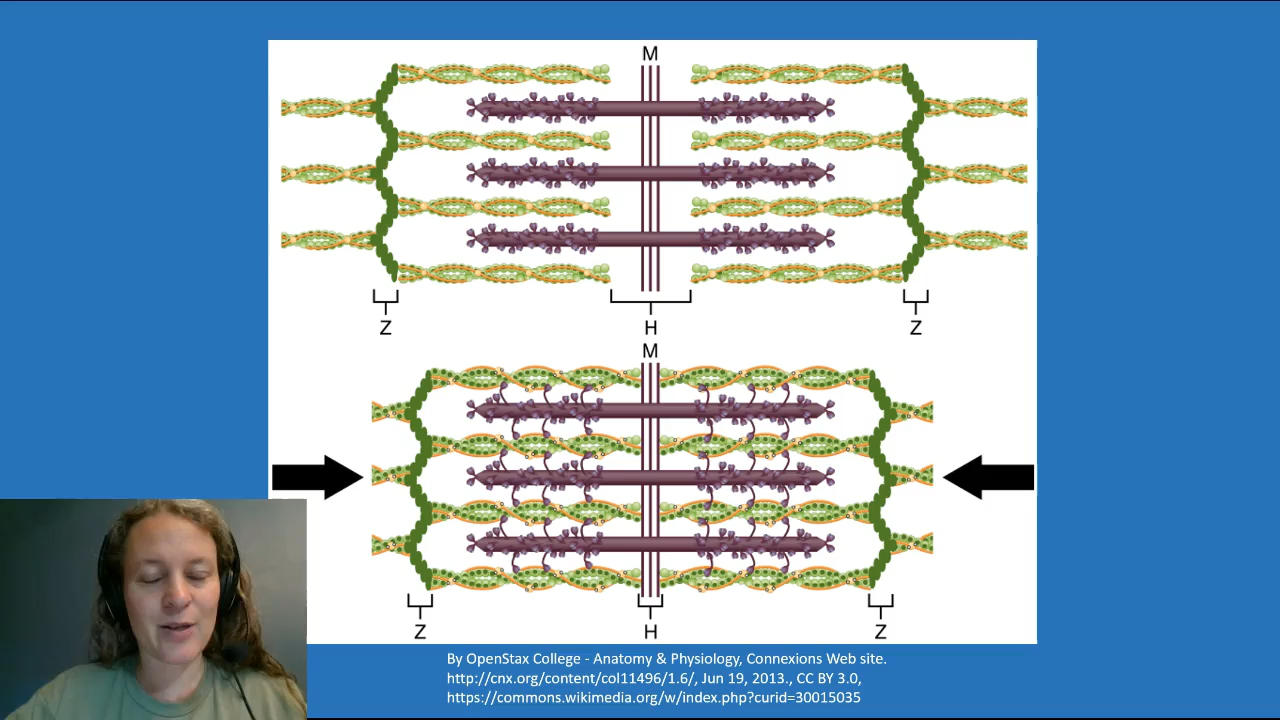 M
Z H Z
M
Z H Z
By OpenStax College - Anatomy & Physiology, Connexions Web site.
http://cnx.org/content/col11496/1.6/, Jun 19, 2013., CC BY 3.0,
https://commons.wikimedia.org/w/index.php?curid=30015035